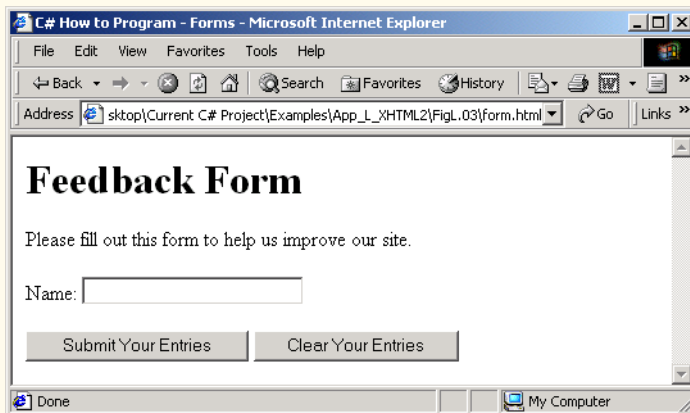 C# How to Program - Forms - Microsoft Internet Explorer
File Edit View Favorites Tools Help
Back Search Favorites History W »
Address sktop\Current C# Project\Examples\App_L_XHTML2\FigL.03\form.html Go Links »
Feedback Form
Please fill out this form to help us improve our site.
Name:
Submit Your Entries Clear Your Entries
Done My Computer